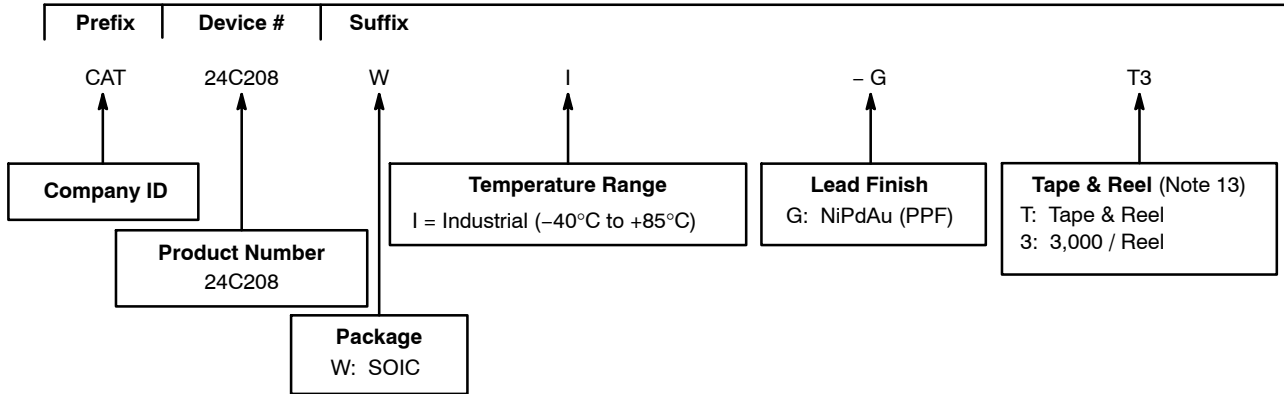 Prefix Device # Suffix
CAT 24C208 W I – G T3
Company ID
Temperature Range
I = Industrial (–40°C to +85°C)
Lead Finish
G: NiPdAu (PPF)
Tape & Reel (Note 13)
T: Tape & Reel
3: 3,000 / Reel
Product Number
24C208
Package
W: SOIC